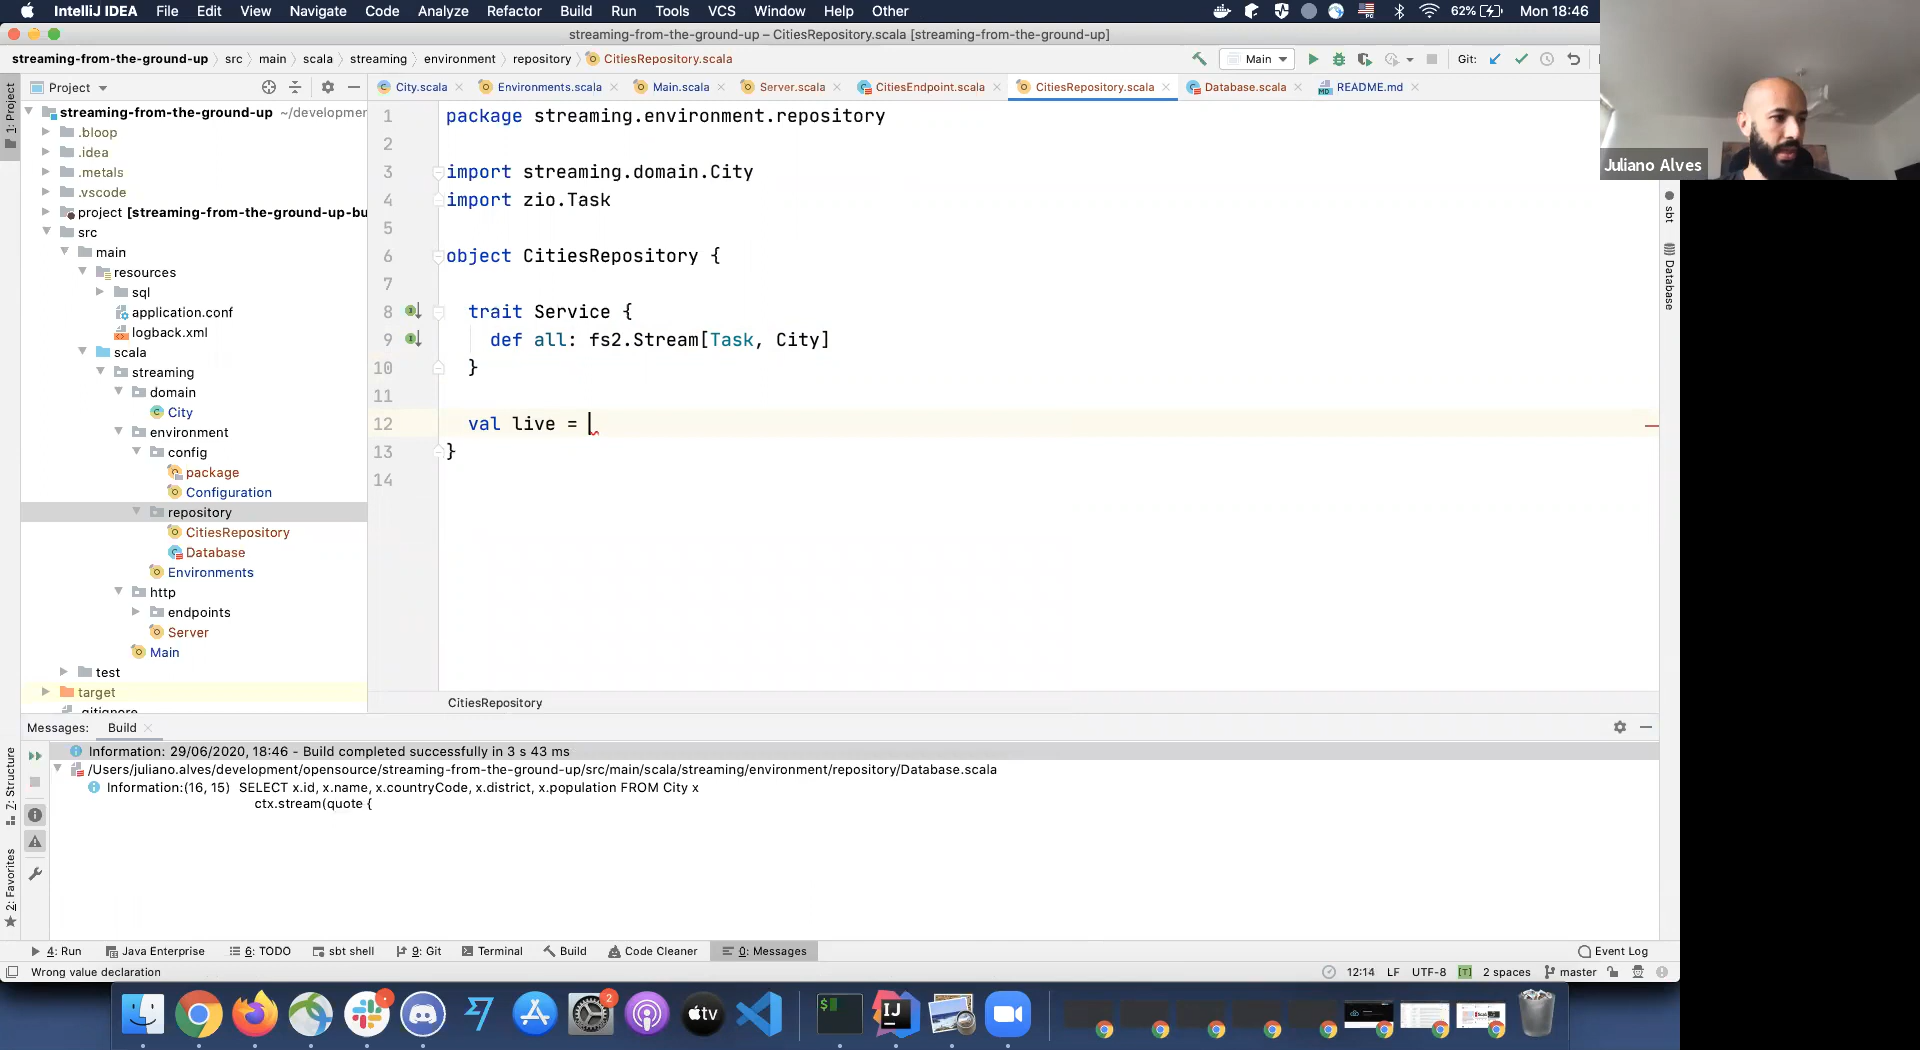 IntelliJ IDEA File Edit View Navigate Code Analyze Refactor Build Run Tools VCS Window Help Other 62% Mon 18:46
streaming-from-the-ground-up – CitiesRepository.scala [streaming-from-the-ground-up]
streaming-from-the-ground-up src main scala streaming environment repository CitiesRepository.scala Main Git:
1: Project
Project
City.scala Environments.scala Main.scala Server.scala CitiesEndpoint.scala CitiesRepository.scala Database.scala README.md
streaming-from-the-ground-up ~/developmer
.bloop
.idea
.metals
.vscode
project [streaming-from-the-ground-up-bu
src
main
resources
sql
application.conf
logback.xml
scala
streaming
domain
City
environment
config
package
Configuration
repository
CitiesRepository
Database
Environments
http
endpoints
Server
Main
test
target
.gitignore
1 package streaming.environment.repository
2
3 import streaming.domain.City
4 import zio.Task
5
6 object CitiesRepository {
7
8 trait Service {
9 def all: fs2.Stream[Task, City]
10 }
11
12 val live =
13 }
14
CitiesRepository
Juliano Alves
sbt
Database
Messages: Build
Information: 29/06/2020, 18:46 - Build completed successfully in 3 s 43 ms
/Users/juliano.alves/development/opensource/streaming-from-the-ground-up/src/main/scala/streaming/environment/repository/Database.scala
Information:(16, 15) SELECT x.id, x.name, x.countryCode, x.district, x.population FROM City x
ctx.stream(quote {
7: Structure
2: Favorites
4: Run Java Enterprise 6: TODO sbt shell 9: Git Terminal Build Code Cleaner 0: Messages Event Log
Wrong value declaration 12:14 LF UTF-8 [T] 2 spaces master
2
$
IJ
tv